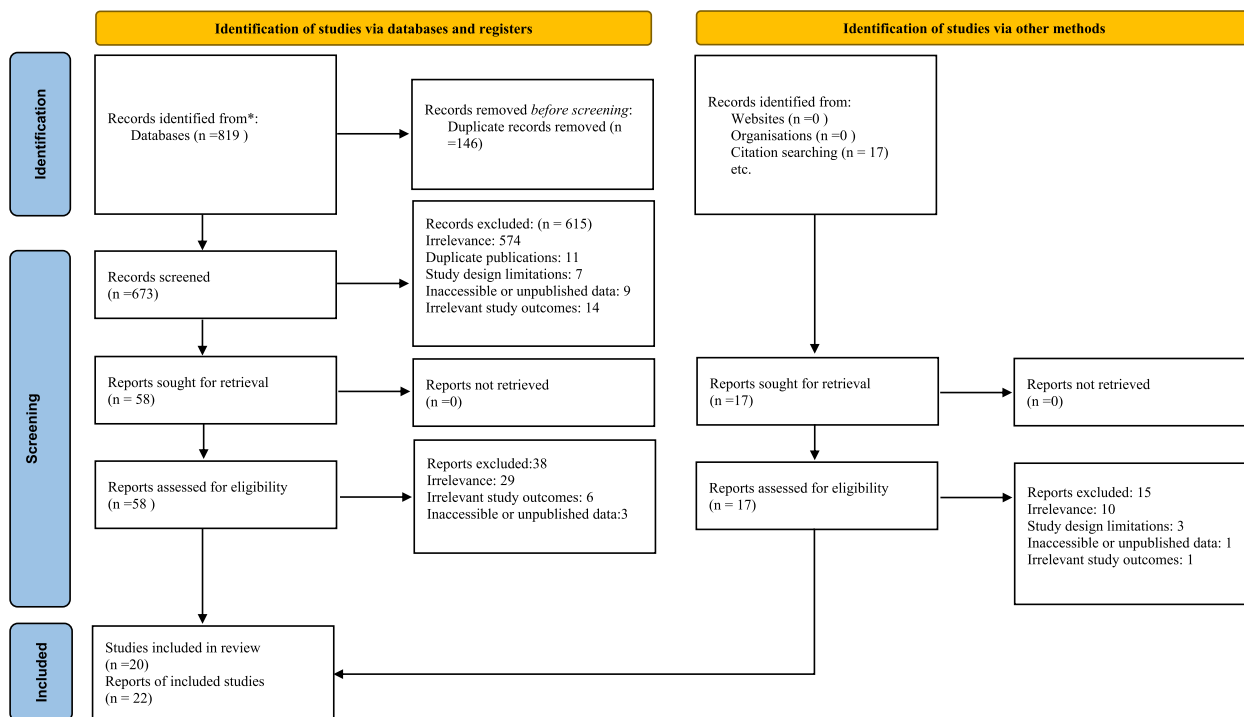 Identification of studies via databases and registers
Identification of studies via other methods
Identification
Records identified from*:
Databases (n =819 )
Records removed before screening:
Duplicate records removed (n
=146)
Records identified from:
Websites (n =0 )
Organisations (n =0 )
Citation searching (n = 17)
etc.
Screening
Records screened
(n =673)
Records excluded: (n = 615)
Irrelevance: 574
Duplicate publications: 11
Study design limitations: 7
Inaccessible or unpublished data: 9
Irrelevant study outcomes: 14
Reports sought for retrieval
(n = 58)
Reports not retrieved
(n =0)
Reports sought for retrieval
(n =17)
Reports not retrieved
(n =0)
Reports assessed for eligibility
(n =58 )
Reports excluded:38
Irrelevance: 29
Irrelevant study outcomes: 6
Inaccessible or unpublished data:3
Reports assessed for eligibility
(n = 17)
Reports excluded: 15
Irrelevance: 10
Study design limitations: 3
Inaccessible or unpublished data: 1
Irrelevant study outcomes: 1
Included
Studies included in review
(n =20)
Reports of included studies
(n = 22)